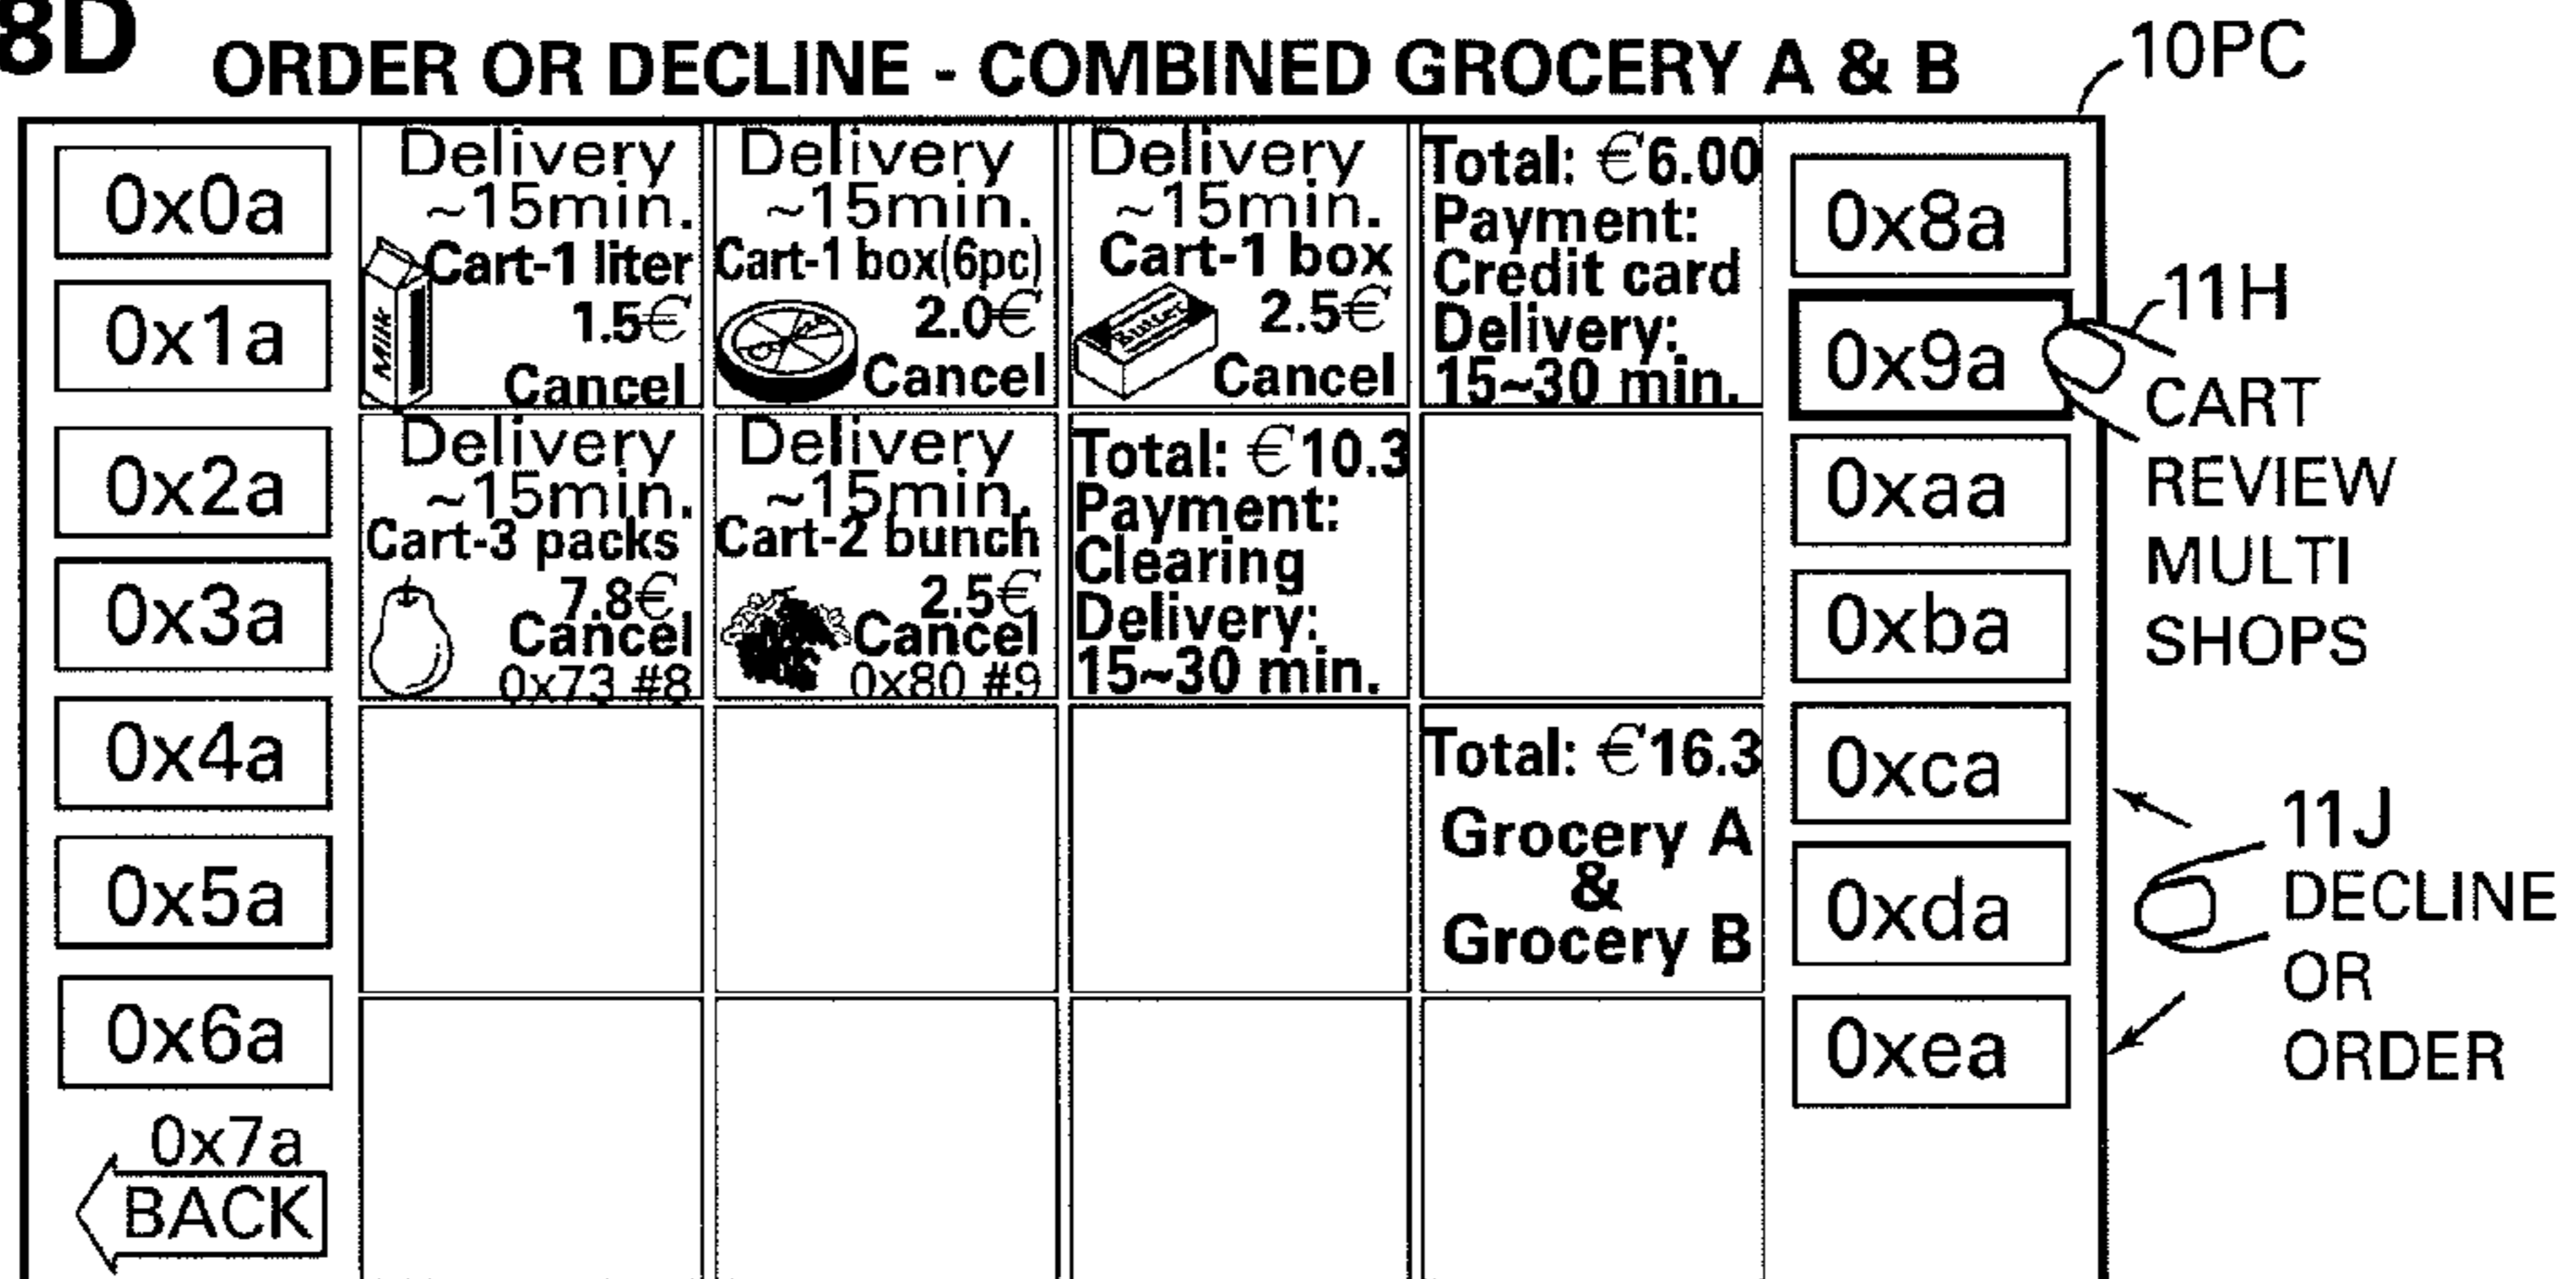 8D
ORDER OR DECLINE - COMBINED GROCERY A & B
10PC
0x0a
0x1a
0x2a
0x3a
0x4a
0x5a
0x6a
0x7a
BACK
Delivery
~15min.
Cart-1 liter
1.5€
Milk
Cancel
Delivery
~15min.
Cart-1 box(6pc)
2.0€
Cancel
Delivery
~15min.
Cart-1 box
2.5€
Butter
Cancel
Total: €6.00
Payment:
Credit card
Delivery:
15~30 min.
Delivery
~15min.
Cart-3 packs
7.8€
Cancel
0x73 #8
Delivery
~15min.
Cart-2 bunch
2.5€
Cancel
0x80 #9
Total: €10.3
Payment:
Clearing
Delivery:
15~30 min.
Total: €16.3
Grocery A
&
Grocery B
0x8a
0x9a
0xaa
0xba
0xca
0xda
0xea
11H
CART
REVIEW
MULTI
SHOPS
11J
DECLINE
OR
ORDER